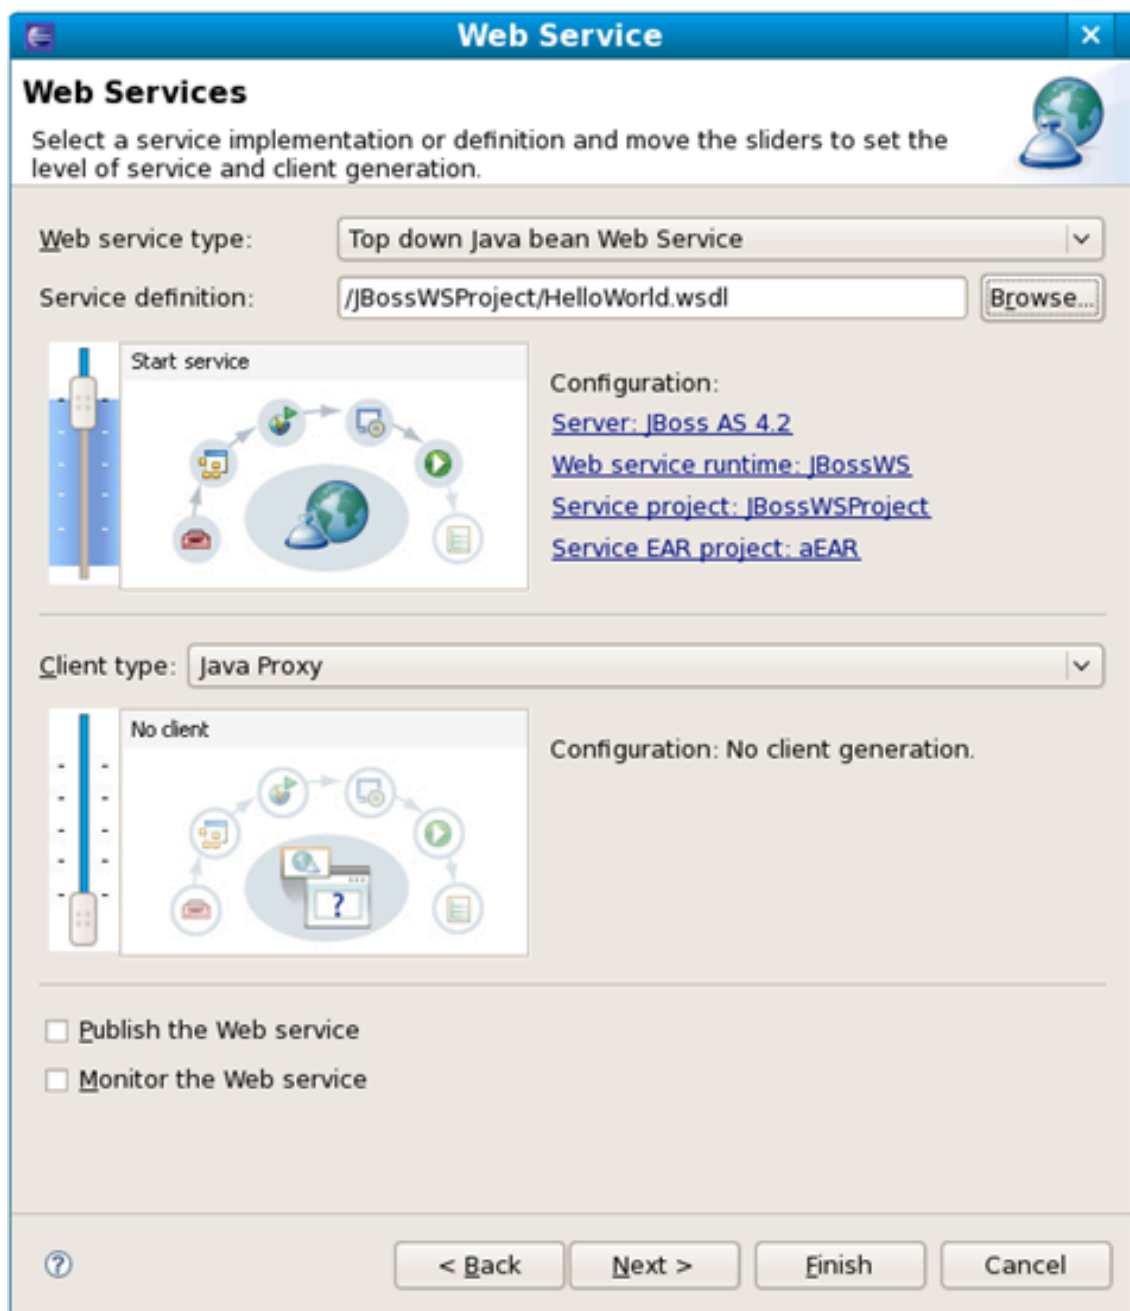 Web Service
Web Services
Select a service implementation or definition and move the sliders to set the
level of service and client generation.
Web service type: Top down Java bean Web Service
Service definition: /JBossWSProject/HelloWorld.wsdl Browse...
Start service
Configuration:
Server: JBoss AS 4.2
Web service runtime: JBossWS
Service project: JBossWSProject
Service EAR project: aEAR
Client type: Java Proxy
No client
Configuration: No client generation.
?
Publish the Web service
Monitor the Web service
? < Back Next > Finish Cancel